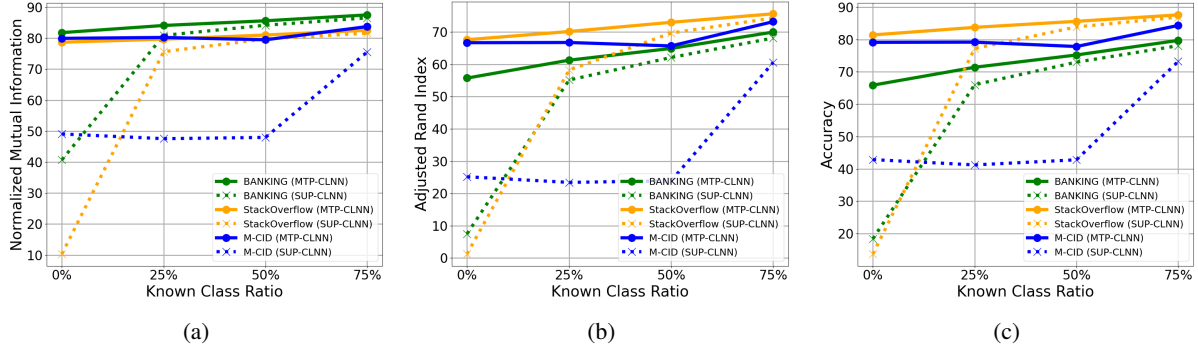 90
80
70
60
50
40
30
20
10
0%
25%
50%
75%
Normalized Mutual Information
Known Class Ratio
BANKING (MTP-CLNN)
BANKING (SUP-CLNN)
StackOverflow (MTP-CLNN)
StackOverflow (SUP-CLNN)
M-CID (MTP-CLNN)
M-CID (SUP-CLNN)
(a)
70
60
50
40
30
20
10
0
0%
25%
50%
75%
Adjusted Rand Index
Known Class Ratio
BANKING (MTP-CLNN)
BANKING (SUP-CLNN)
StackOverflow (MTP-CLNN)
StackOverflow (SUP-CLNN)
M-CID (MTP-CLNN)
M-CID (SUP-CLNN)
(b)
90
80
70
60
50
40
30
20
0%
25%
50%
75%
Accuracy
Known Class Ratio
BANKING (MTP-CLNN)
BANKING (SUP-CLNN)
StackOverflow (MTP-CLNN)
StackOverflow (SUP-CLNN)
M-CID (MTP-CLNN)
M-CID (SUP-CLNN)
(c)